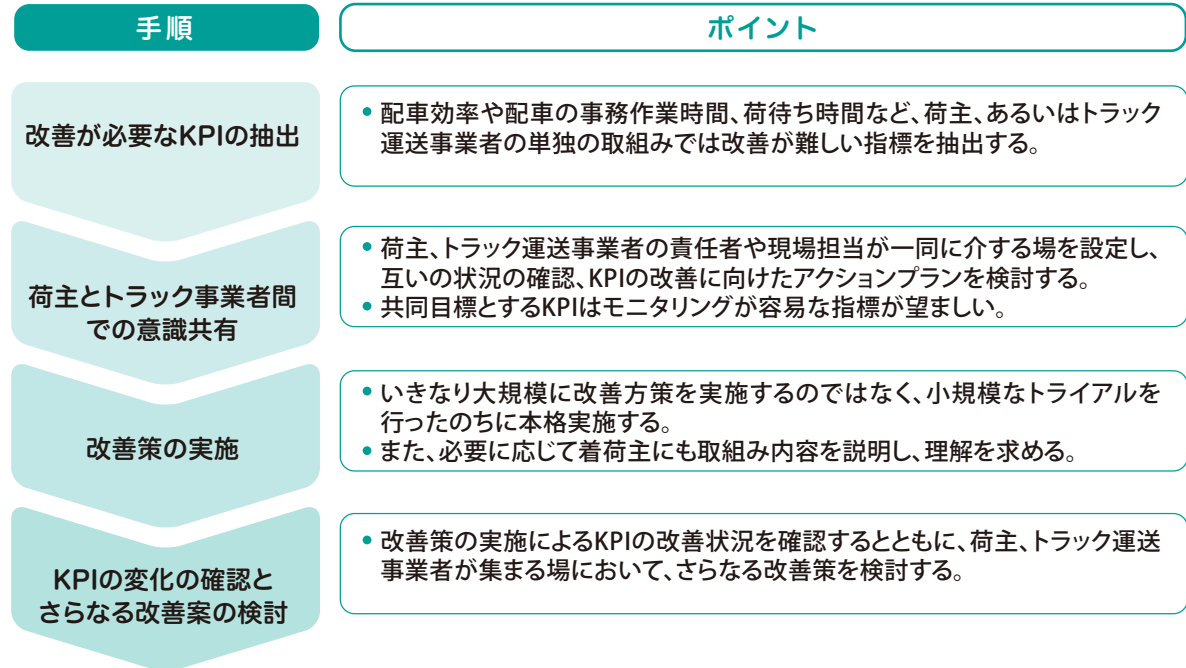 手順
ポイント
改善が必要なKPIの抽出
• 配車効率や配車の事務作業時間、荷待ち時間など、荷主、あるいはトラック
運送事業者の単独の取組みでは改善が難しい指標を抽出する。
荷主とトラック事業者間
での意識共有
• 荷主、トラック運送事業者の責任者や現場担当が一同に介する場を設定し、
互いの状況の確認、KPIの改善に向けたアクションプランを検討する。
• 共同目標とするKPIはモニタリングが容易な指標が望ましい。
改善策の実施
• いきなり大規模に改善方策を実施するのではなく、小規模なトライアルを
行ったのちに本格実施する。
• また、必要に応じて着荷主にも取組み内容を説明し、理解を求める。
KPIの変化の確認と
さらなる改善案の検討
• 改善策の実施によるKPIの改善状況を確認するとともに、荷主、トラック運送
事業者が集まる場において、さらなる改善策を検討する。